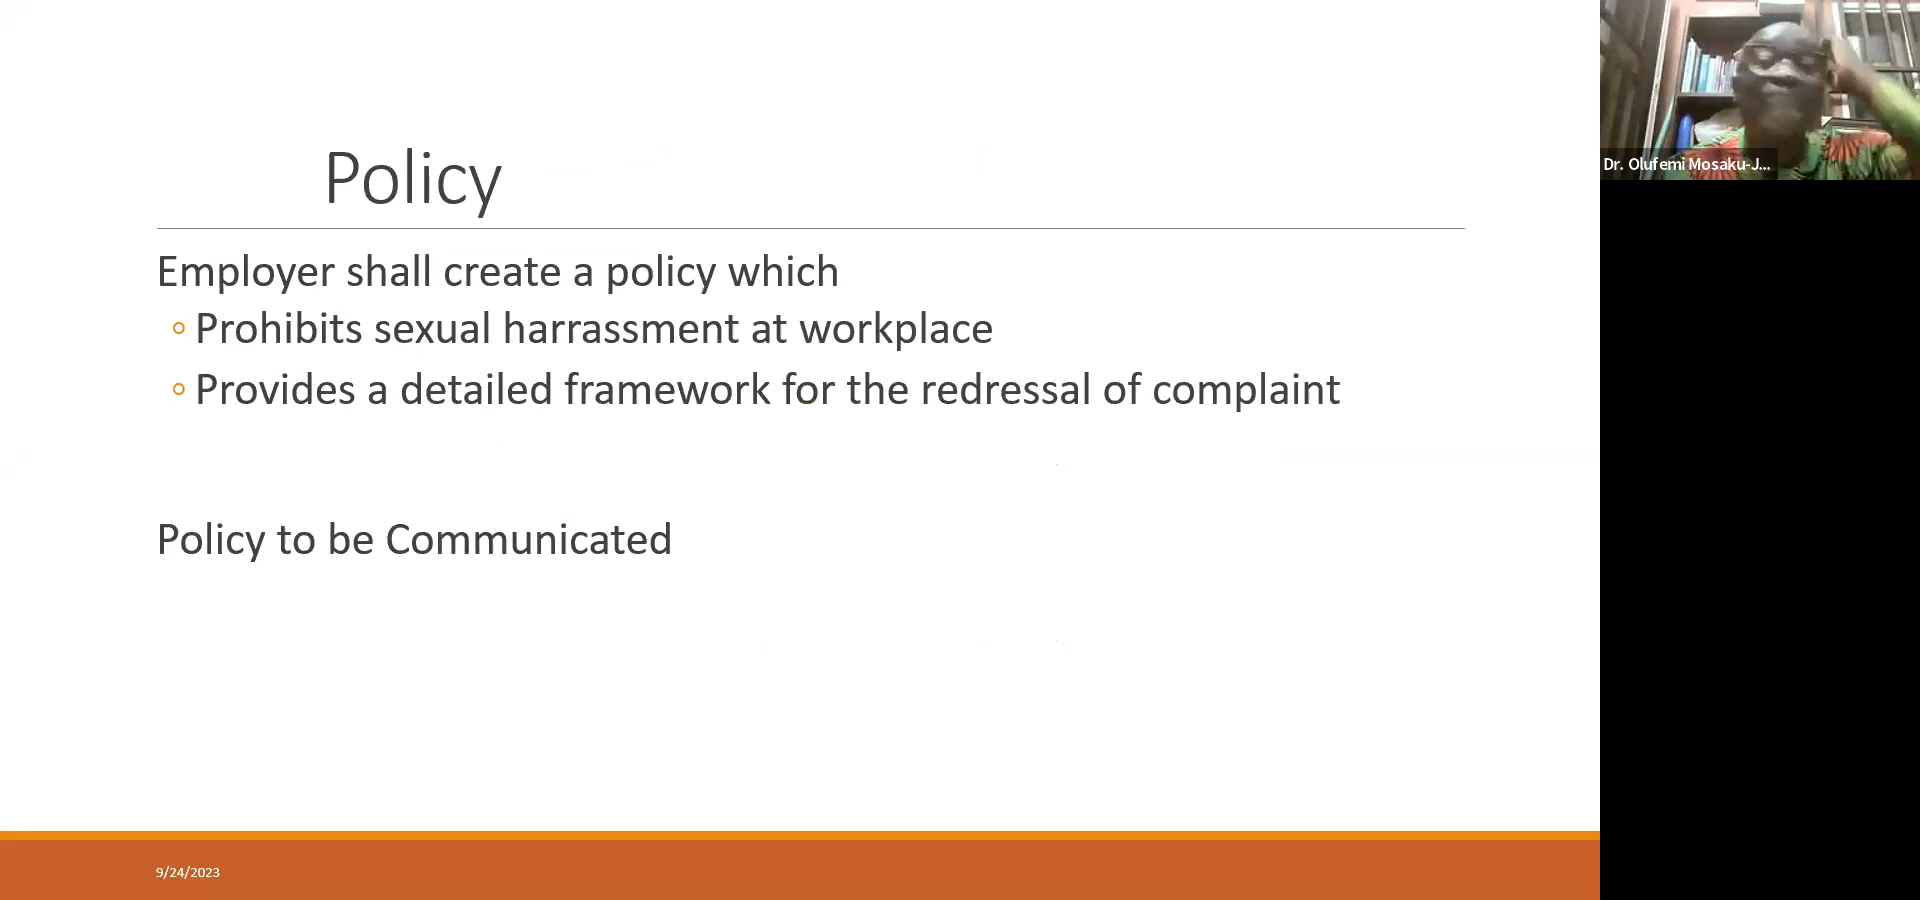 Policy
Employer shall create a policy which
◦ Prohibits sexual harrassment at workplace
◦ Provides a detailed framework for the redressal of complaint
Policy to be Communicated
9/24/2023
Dr. Olufemi Mosaku-J...